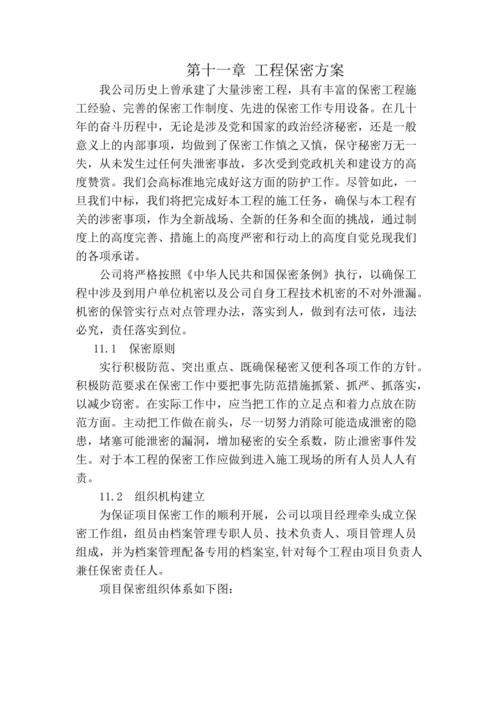 第十一章 工程保密方案
我公司历史上曾承建了大量涉密工程，具有丰富的保密工程施
工经验、完善的保密工作制度、先进的保密工作专用设备。在几十
年的奋斗历程中，无论是涉及党和国家的政治经济秘密，还是一般
意义上的内部事项，均做到了保密工作慎之又慎，保守秘密万无一
失，从未发生过任何失泄密事故，多次受到党政机关和建设方的高
度赞赏。我们会高标准地完成好这方面的防护工作。尽管如此，一
旦我们中标，我们将把完成好本工程的施工任务，确保与本工程有
关的涉密事项，作为全新战场、全新的任务和全面的挑战，通过制
度上的高度完善、措施上的高度严密和行动上的高度自觉兑现我们
的各项承诺。
公司将严格按照《中华人民共和国保密条例》执行，以确保工
程中涉及到用户单位机密以及公司自身工程技术机密的不对外泄漏。
机密的保管实行点对点管理办法，落实到人，做到有法可依，违法
必究，责任落实到位。
11.1 保密原则
实行积极防范、突出重点、既确保秘密又便利各项工作的方针。
积极防范要求在保密工作中要把事先防范措施抓紧、抓严、抓落实，
以减少窃密。在实际工作中，应当把工作的立足点和着力点放在防
范方面。主动把工作做在前头，尽一切努力消除可能造成泄密的隐
患，堵塞可能泄密的漏洞，增加秘密的安全系数，防止泄密事件发
生。对于本工程的保密工作应做到进入施工现场的所有人员人人有
责。
11.2 组织机构建立
为保证项目保密工作的顺利开展，公司以项目经理牵头成立保
密工作组，组员由档案管理专职人员、技术负责人、项目管理人员
组成，并为档案管理配备专用的档案室,针对每个工程由项目负责人
兼任保密责任人。
项目保密组织体系如下图：